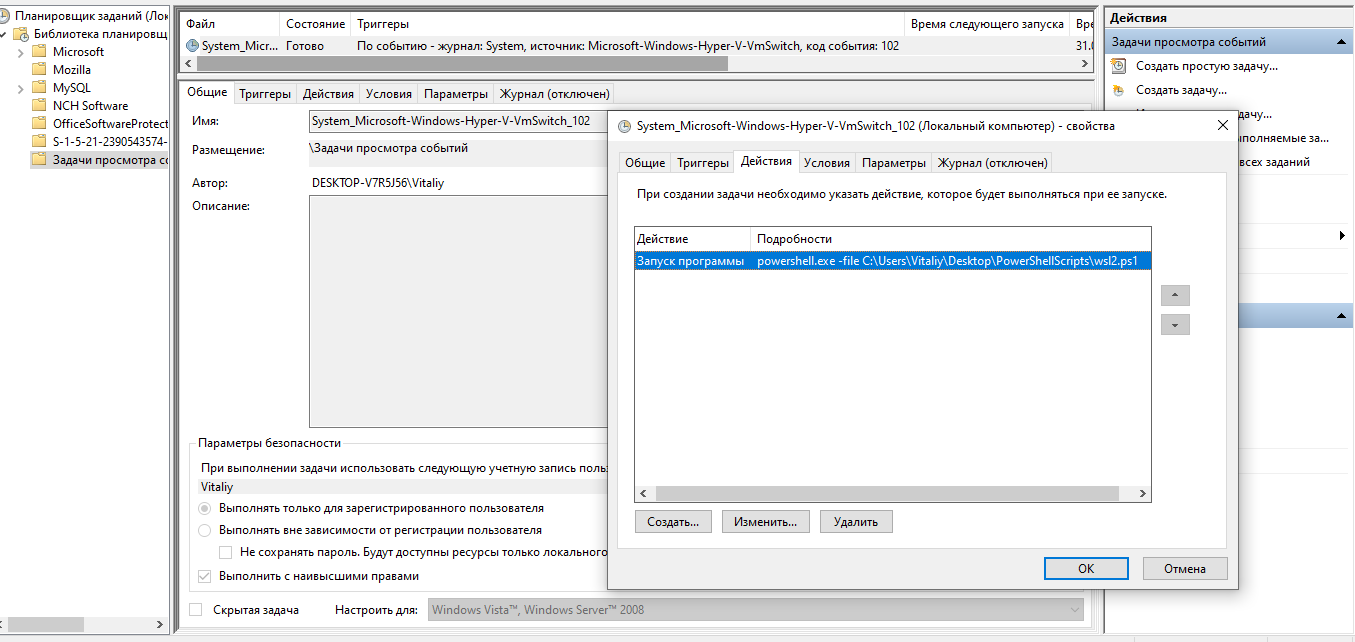 Планировщик заданий (Лок
Библиотека планировщ
Microsoft
Mozilla
MySQL
NCH Software
OfficeSoftwareProtect
S-1-5-21-2390543574-
Задачи просмотра со
Файл Состояние Триггеры Время следующего запуска Вре
System_Micr... Готово По событию - журнал: System, источник: Microsoft-Windows-Hyper-V-VmSwitch, код события: 102 31.0
Общие Триггеры Действия Условия Параметры Журнал (отключен)
Имя: System_Microsoft-Windows-Hyper-V-VmSwitch_102
Размещение: \Задачи просмотра событий
Автор: DESKTOP-V7R5J56\Vitaliy
Описание:
Параметры безопасности
При выполнении задачи использовать следующую учетную запись поль
Vitaliy
Выполнять только для зарегистрированного пользователя
Выполнять вне зависимости от регистрации пользователя
Не сохранять пароль. Будут доступны ресурсы только локального
Выполнить с наивысшими правами
Скрытая задача Настроить для: Windows Vista™, Windows Server™ 2008
System_Microsoft-Windows-Hyper-V-VmSwitch_102 (Локальный компьютер) - свойства
Общие Триггеры Действия Условия Параметры Журнал (отключен)
При создании задачи необходимо указать действие, которое будет выполняться при ее запуске.
Действие Подробности
Запуск программы powershell.exe -file C:\Users\Vitaliy\Desktop\PowerShellScripts\wsl2.ps1
Создать... Изменить... Удалить
ОК Отмена
Действия
Задачи просмотра событий
Создать простую задачу...
Создать задачу...
дачу...
ыполняемые за...
всех заданий